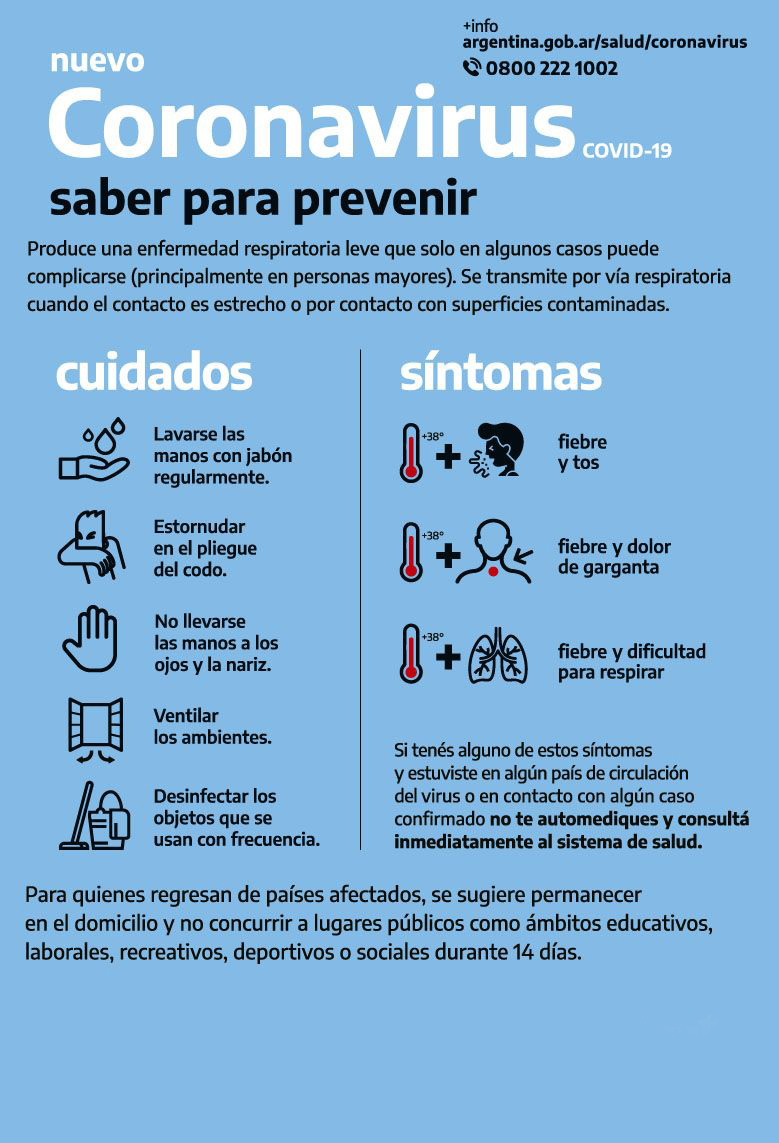 +info
argentina.gob.ar/salud/coronavirus
0800 222 1002
nuevo
Coronavirus COVID-19
saber para prevenir
Produce una enfermedad respiratoria leve que solo en algunos casos puede
complicarse (principalmente en personas mayores). Se transmite por vía respiratoria
cuando el contacto es estrecho o por contacto con superficies contaminadas.
cuidados
Lavarse las
manos con jabón
regularmente.
Estornudar
en el pliegue
del codo.
No llevarse
las manos a los
ojos y la nariz.
Ventilar
los ambientes.
Desinfectar los
objetos que se
usan con frecuencia.
síntomas
+38°
fiebre
y tos
+38°
fiebre y dolor
de garganta
+38°
fiebre y dificultad
para respirar
Si tenés alguno de estos síntomas
y estuviste en algún país de circulación
del virus o en contacto con algún caso
confirmado no te automediques y consultá
inmediatamente al sistema de salud.
Para quienes regresan de países afectados, se sugiere permanecer
en el domicilio y no concurrir a lugares públicos como ámbitos educativos,
laborales, recreativos, deportivos o sociales durante 14 días.